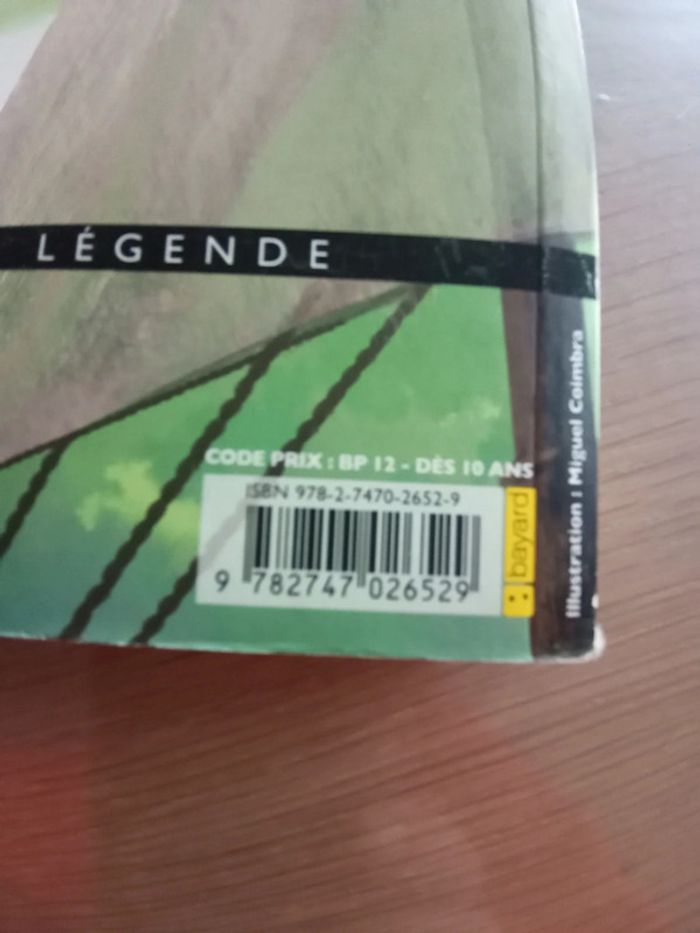 LÉGENDE
CODE PRIX : BP 12 - DÈS 10 ANS
ISBN 978-2-7470-2652-9
9 782747 026529
bayard
Illustration : Miguel Coimbra